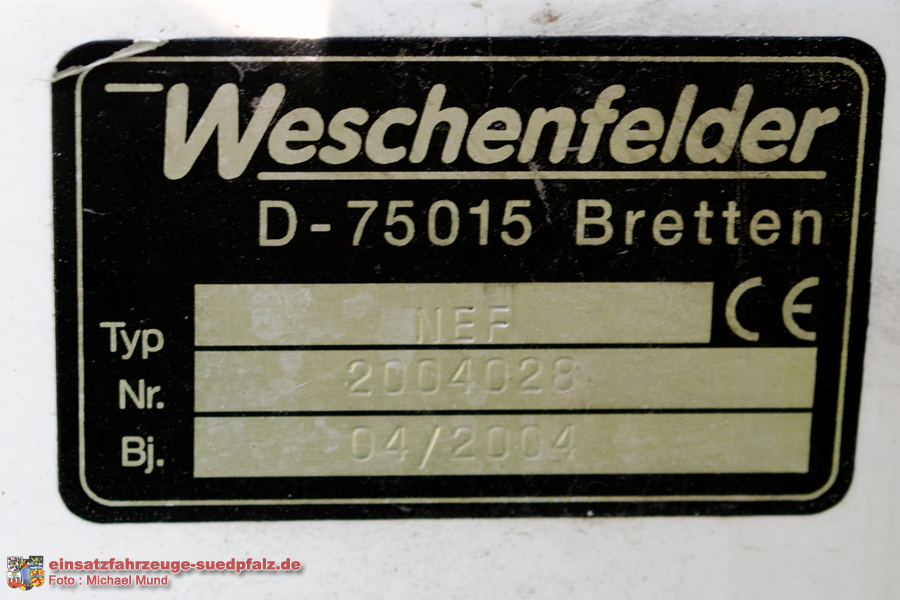 Weschenfelder
D-75015 Bretten
Typ NEF CE
Nr. 2004028
Bj. 04/2004
einsatzfahrzeuge-suedpfalz.de
Foto : Michael Mund